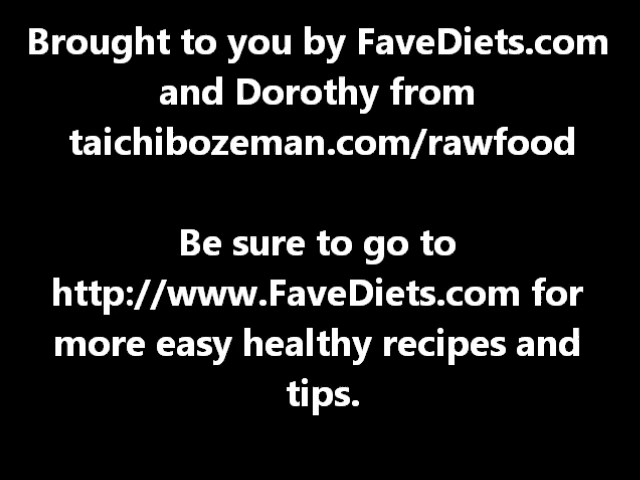 Brought to you by FaveDiets.com
and Dorothy from
taichibozeman.com/rawfood
Be sure to go to
http://www.FaveDiets.com for
more easy healthy recipes and
tips.